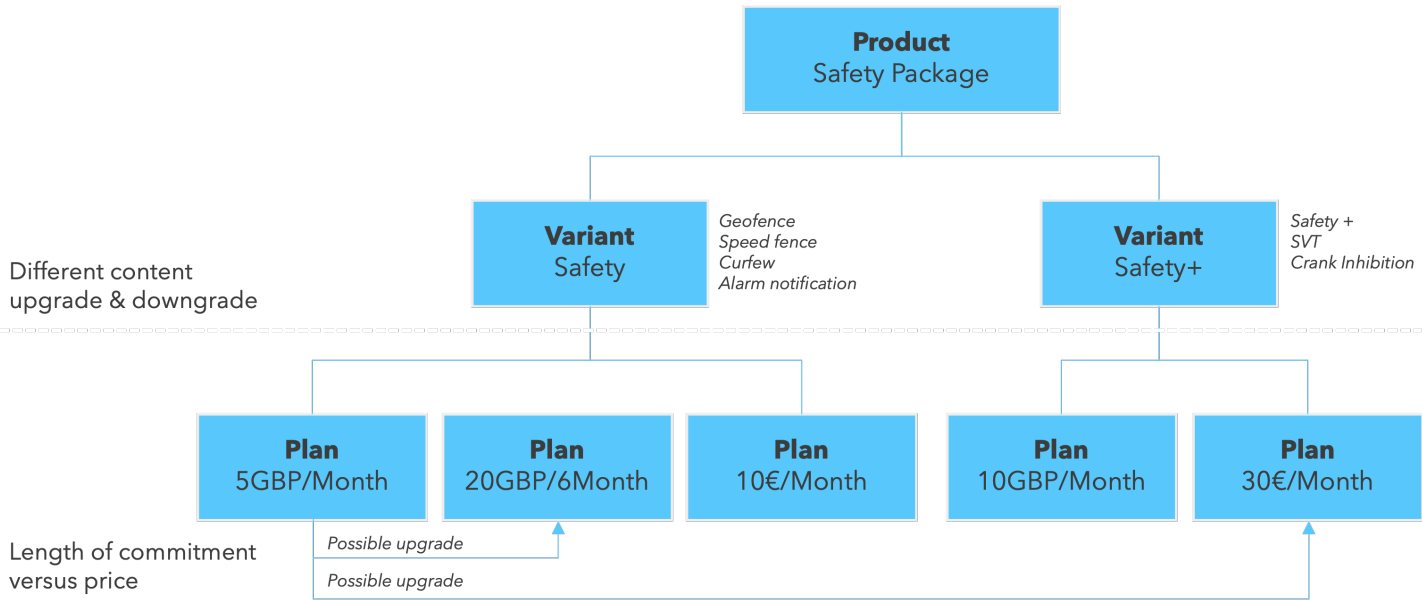 Product
Safety Package
Variant
Safety
Geofence
Speed fence
Curfew
Alarm notification
Variant
Safety+
Safety +
SVT
Crank Inhibition
Different content
upgrade & downgrade
Plan
5GBP/Month
Plan
20GBP/6Month
Plan
10€/Month
Plan
10GBP/Month
Plan
30€/Month
Length of commitment
versus price
Possible upgrade
Possible upgrade